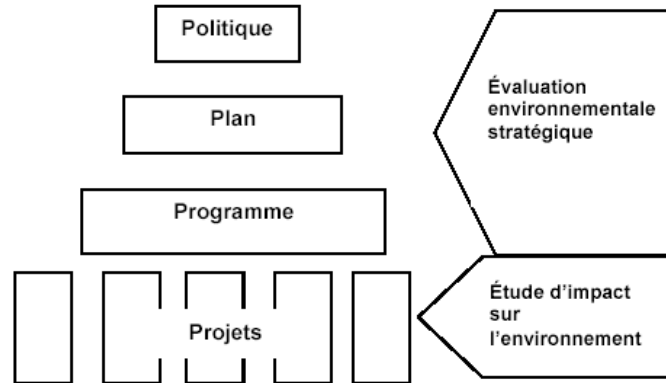 Politique
Plan
Programme
Projets
Évaluation
environnementale
stratégique
Étude d'impact
sur
l'environnement